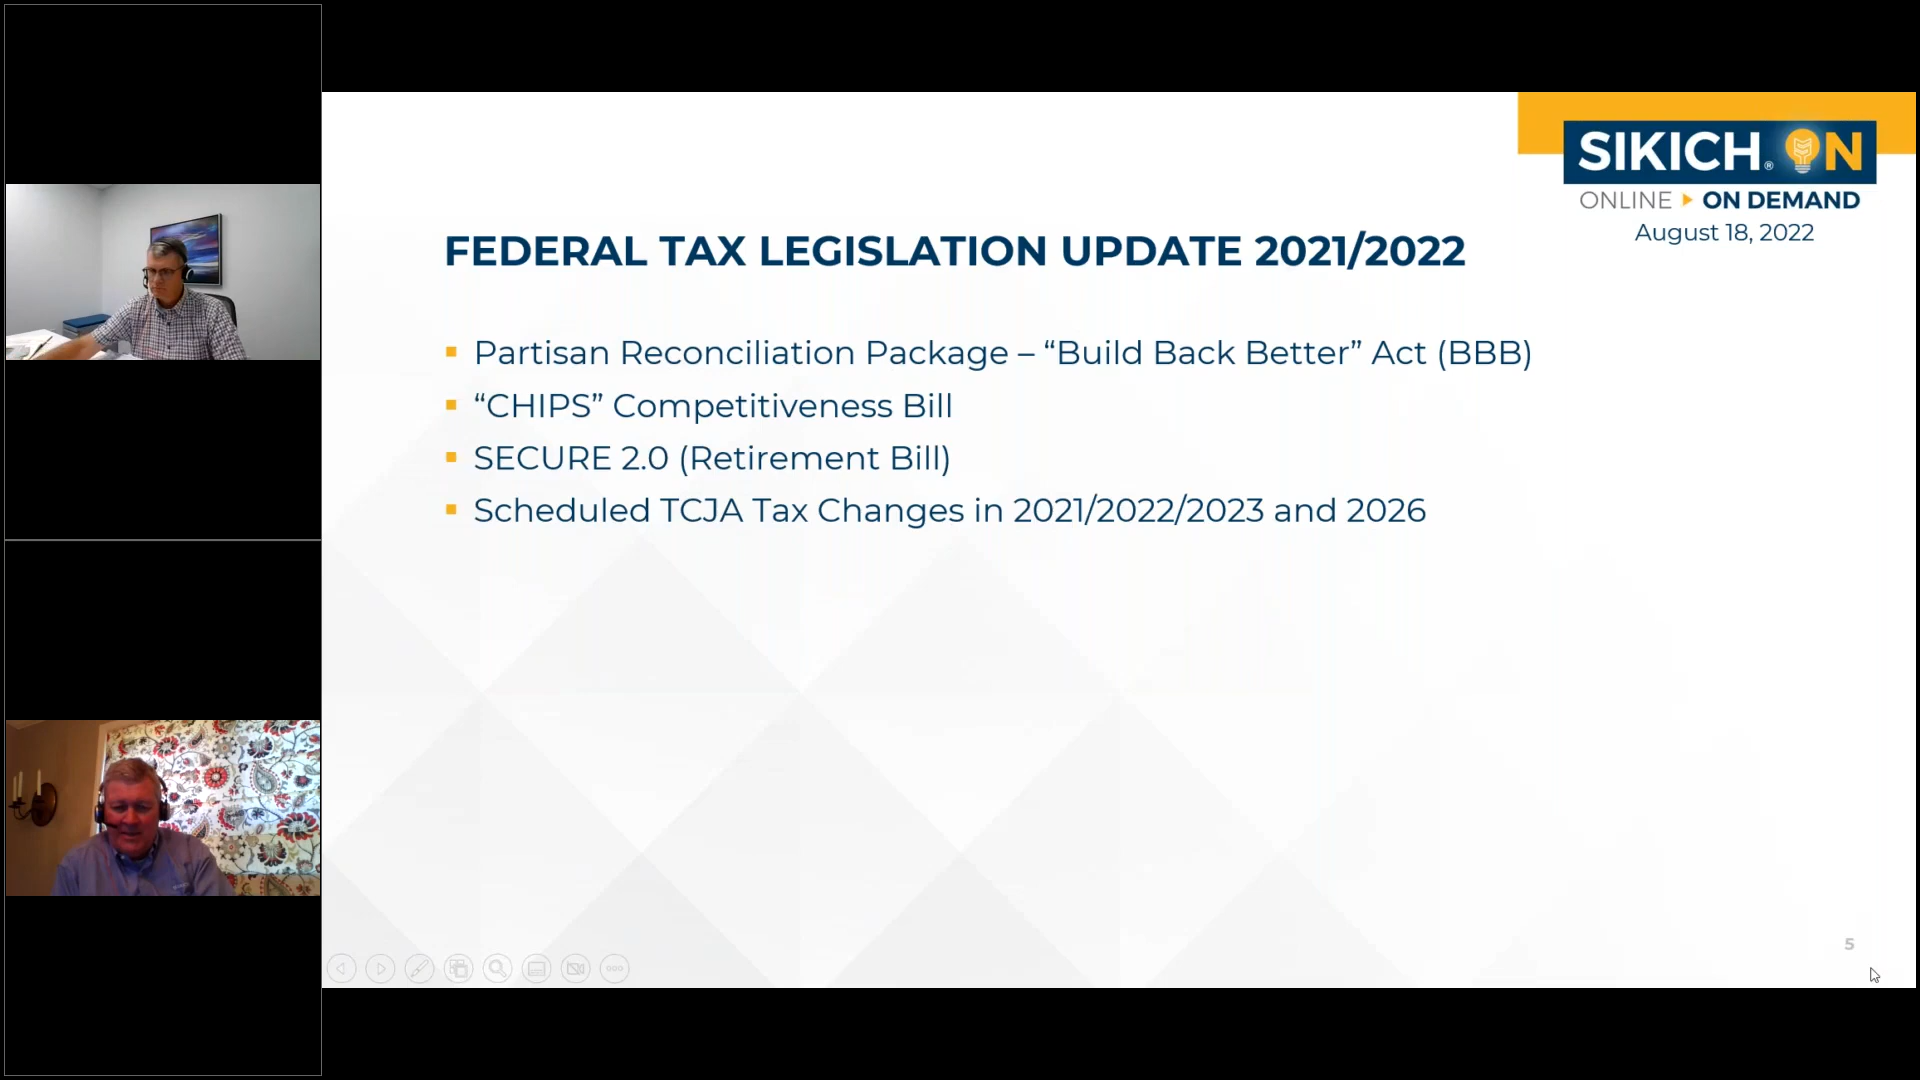 SIKICH® ON
ONLINE ON DEMAND
August 18, 2022
FEDERAL TAX LEGISLATION UPDATE 2021/2022
Partisan Reconciliation Package – “Build Back Better” Act (BBB)
“CHIPS” Competitiveness Bill
SECURE 2.0 (Retirement Bill)
Scheduled TCJA Tax Changes in 2021/2022/2023 and 2026
5